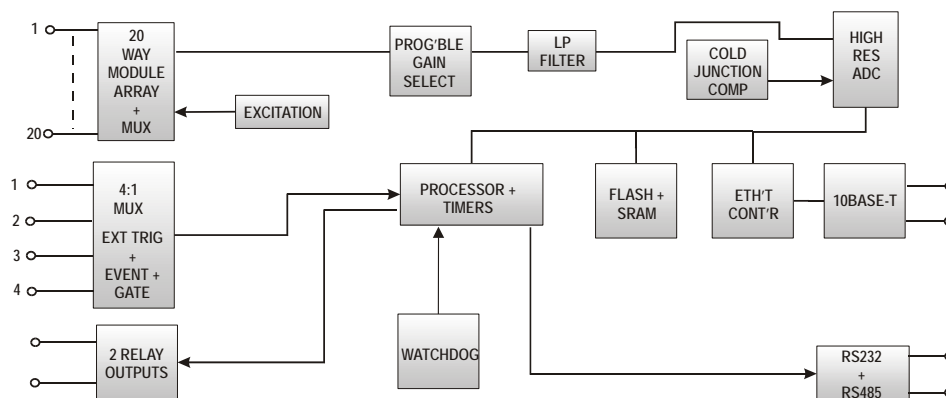 1
20
20
WAY
MODULE
ARRAY
+
MUX
EXCITATION
PROG'BLE
GAIN
SELECT
LP
FILTER
COLD
JUNCTION
COMP
HIGH
RES
ADC
1
2
3
4
4:1
MUX
EXT TRIG
+
EVENT +
GATE
PROCESSOR +
TIMERS
FLASH +
SRAM
ETH'T
CONT'R
10BASE-T
2 RELAY
OUTPUTS
WATCHDOG
RS232
+
RS485